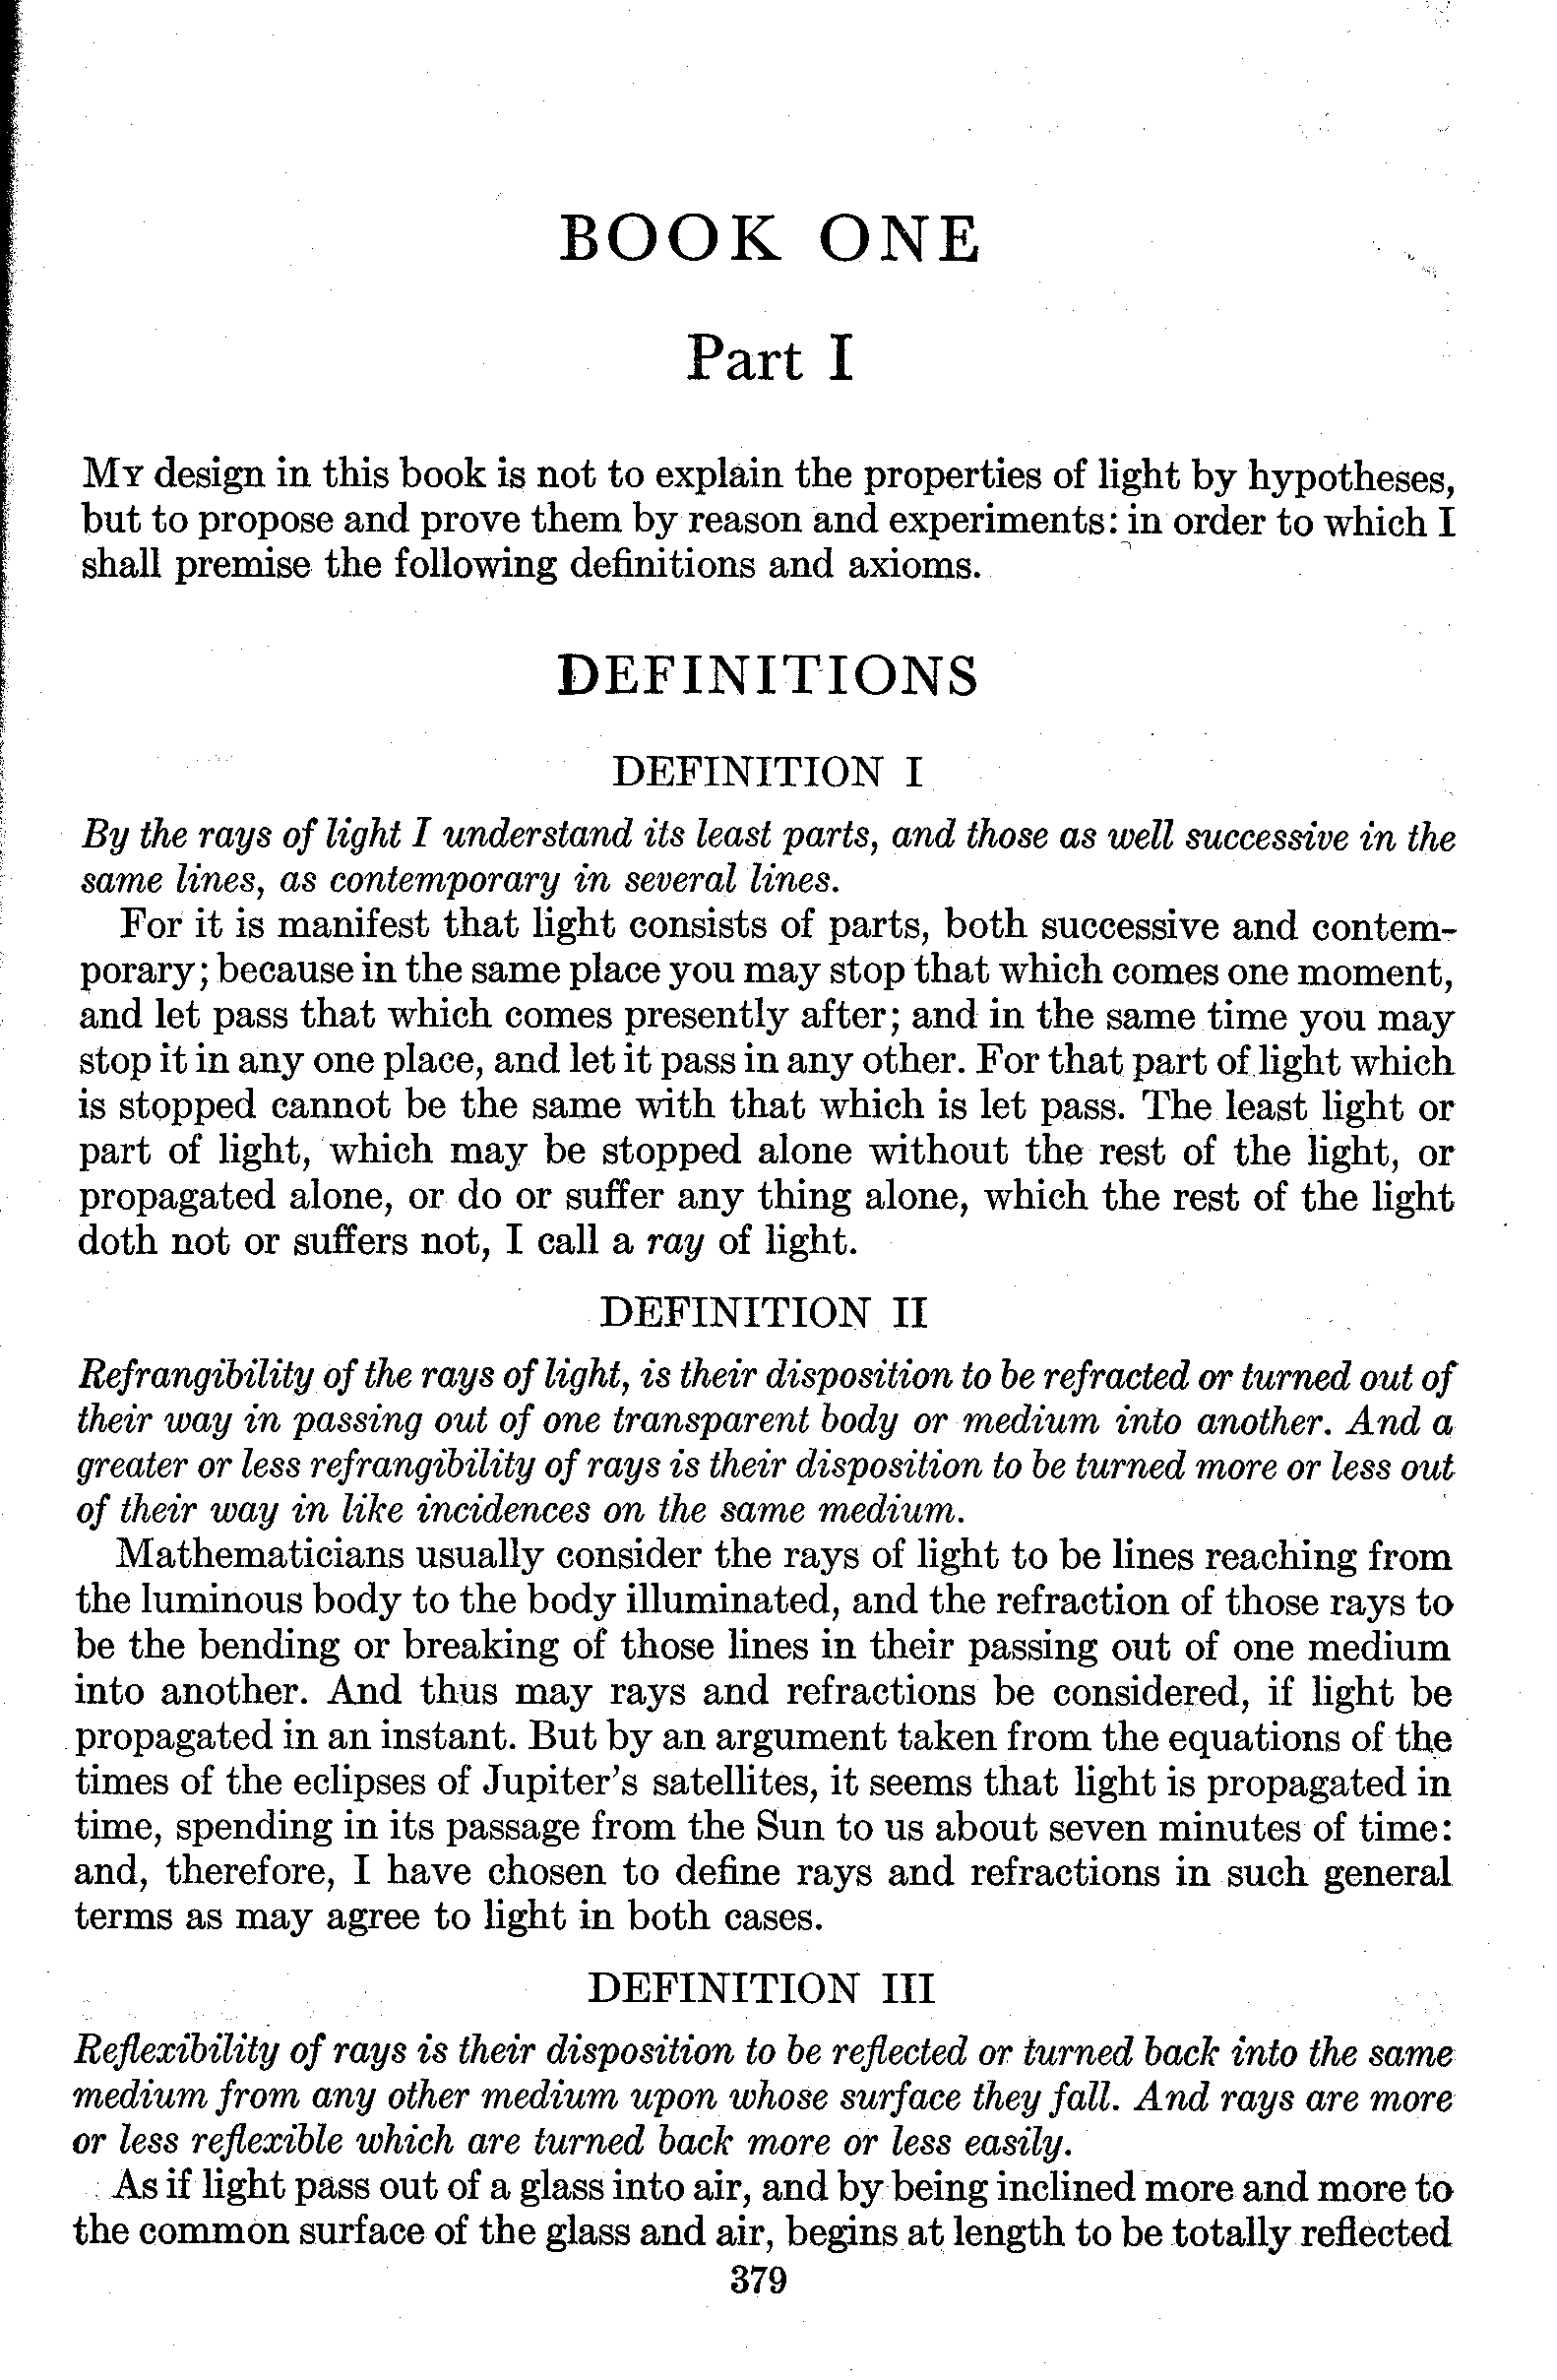 BOOK ONE
Part I
MY design in this book is not to explain the properties of light by hypotheses,
but to propose and prove them by reason and experiments: in order to which I
shall premise the following definitions and axioms.
DEFINITIONS
DEFINITION I
By the rays of light I understand its least parts, and those as well successive in the
same lines, as contemporary in several lines.
For it is manifest that light consists of parts, both successive and contem-
porary; because in the same place you may stop that which comes one moment,
and let pass that which comes presently after; and in the same time you may
stop it in any one place, and let it pass in any other. For that part of light which
is stopped cannot be the same with that which is let pass. The least light or
part of light, which may be stopped alone without the rest of the light, or
propagated alone, or do or suffer any thing alone, which the rest of the light
doth not or suffers not, I call a ray of light.
DEFINITION II
Refrangibility of the rays of light, is their disposition to be refracted or turned out of
their way in passing out of one transparent body or medium into another. And a
greater or less refrangibility of rays is their disposition to be turned more or less out
of their way in like incidences on the same medium.
Mathematicians usually consider the rays of light to be lines reaching from
the luminous body to the body illuminated, and the refraction of those rays to
be the bending or breaking of those lines in their passing out of one medium
into another. And thus may rays and refractions be considered, if light be
propagated in an instant. But by an argument taken from the equations of the
times of the eclipses of Jupiter's satellites, it seems that light is propagated in
time, spending in its passage from the Sun to us about seven minutes of time:
and, therefore, I have chosen to define rays and refractions in such general
terms as may agree to light in both cases.
DEFINITION III
Reflexibility of rays is their disposition to be reflected or turned back into the same
medium from any other medium upon whose surface they fall. And rays are more
or less reflexible which are turned back more or less easily.
As if light pass out of a glass into air, and by being inclined more and more to
the common surface of the glass and air, begins at length to be totally reflected
379